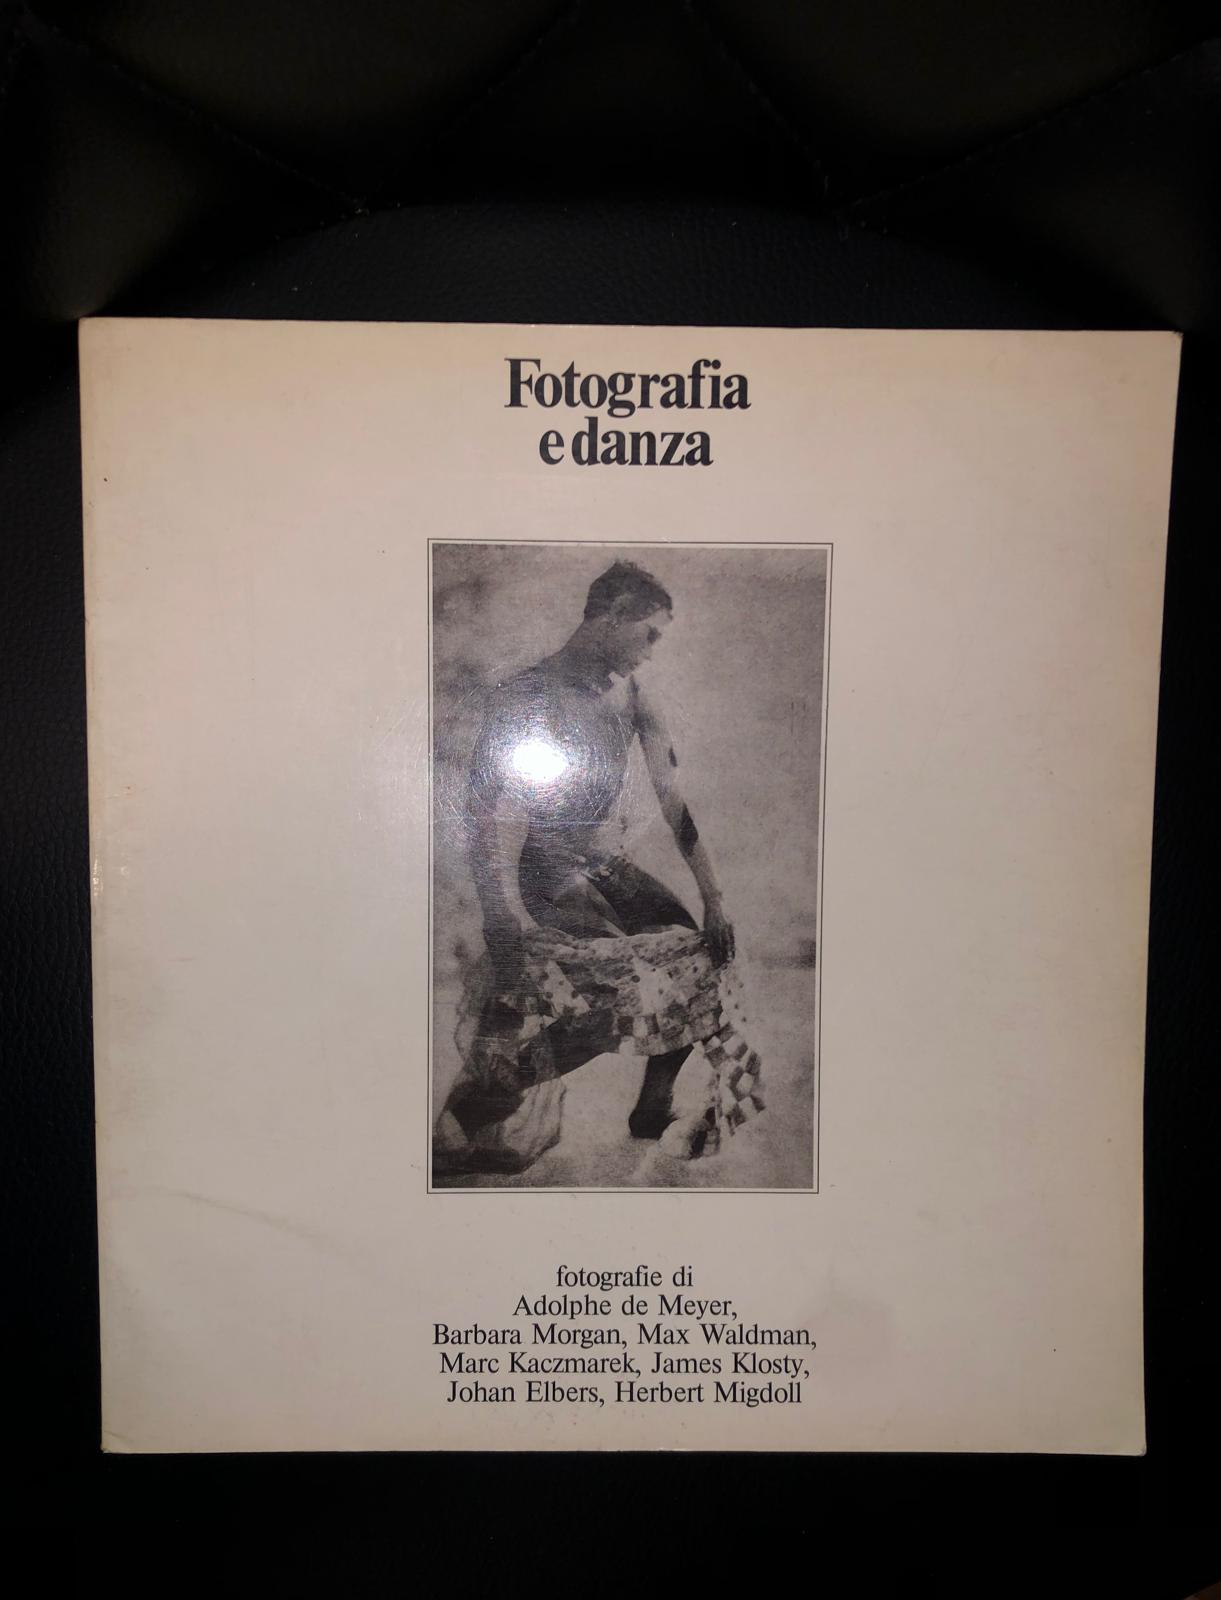 Fotografia
e danza
fotografie di
Adolphe de Meyer,
Barbara Morgan, Max Waldman,
Marc Kaczmarek, James Klosty,
Johan Elbers, Herbert Migdoll